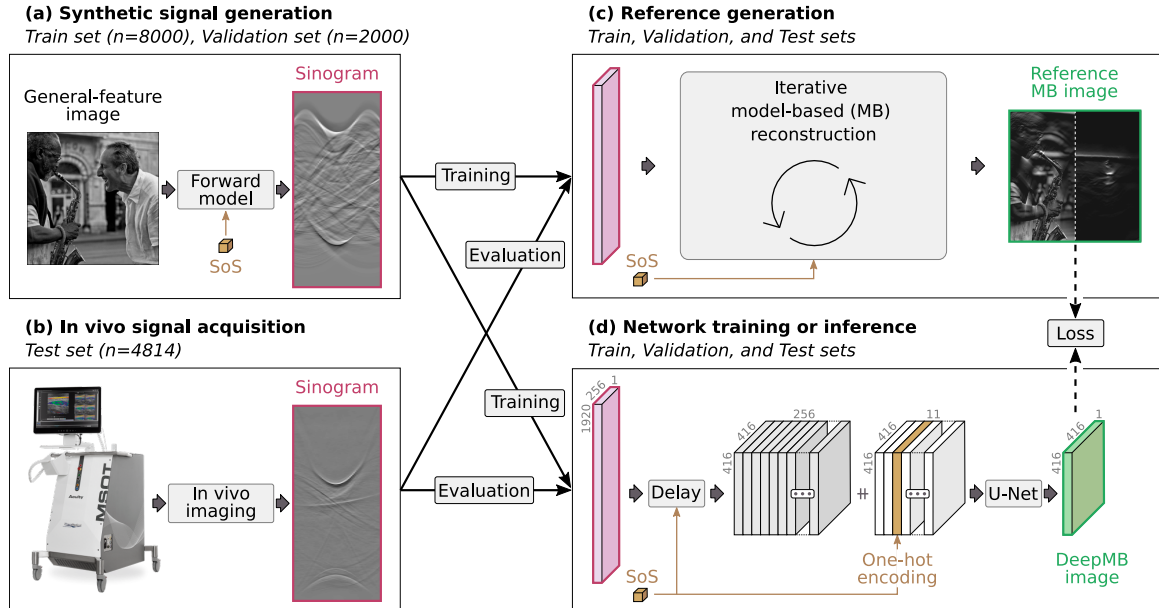 (a) Synthetic signal generation
Train set (n=8000), Validation set (n=2000)
General-feature
image
Forward
model
SoS
Sinogram
(b) In vivo signal acquisition
Test set (n=4814)
MSOT
In vivo
imaging
Sinogram
Training
Evaluation
Training
Evaluation
(c) Reference generation
Train, Validation, and Test sets
SoS
Iterative
model-based (MB)
reconstruction
Reference
MB image
Loss
(d) Network training or inference
Train, Validation, and Test sets
1920
256
1
SoS
Delay
416
416
256
⧺
416
416
11
One-hot
encoding
U-Net
416
416
1
DeepMB
image